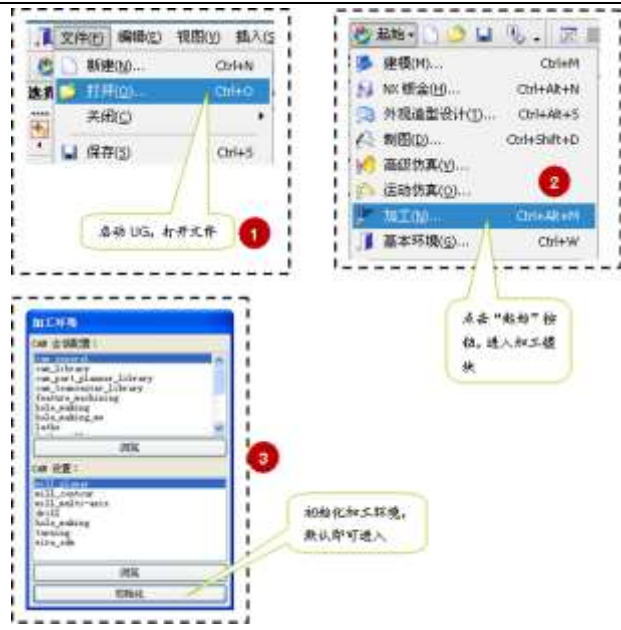 文件(F) 编辑(E) 视图(V) 插入(S
新建(N)... Ctrl+N
打开(O)... Ctrl+O
关闭(C)
保存(S) Ctrl+S
启动 UG，打开文件
1
起始
建模(M)... Ctrl+M
NX 钣金(H)... Ctrl+Alt+N
外观造型设计(T)... Ctrl+Alt+S
制图(D)... Ctrl+Shift+D
高级仿真(V)...
运动仿真(O)...
2
加工(N)... Ctrl+Alt+M
基本环境(G)... Ctrl+W
点击“起始”按
钮，进入加工模
块
加工环境
CAM 会话配置：
cam_general
cam_library
cam_part_planner_library
cam_teamcenter_library
feature_machining
hole_making
hole_making_mw
lathe
浏览
3
CAM 设置：
mill_planar
mill_contour
mill_multi-axis
drill
hole_making
turning
wire_edm
浏览
初始化
初始化加工环境，
默认即可进入